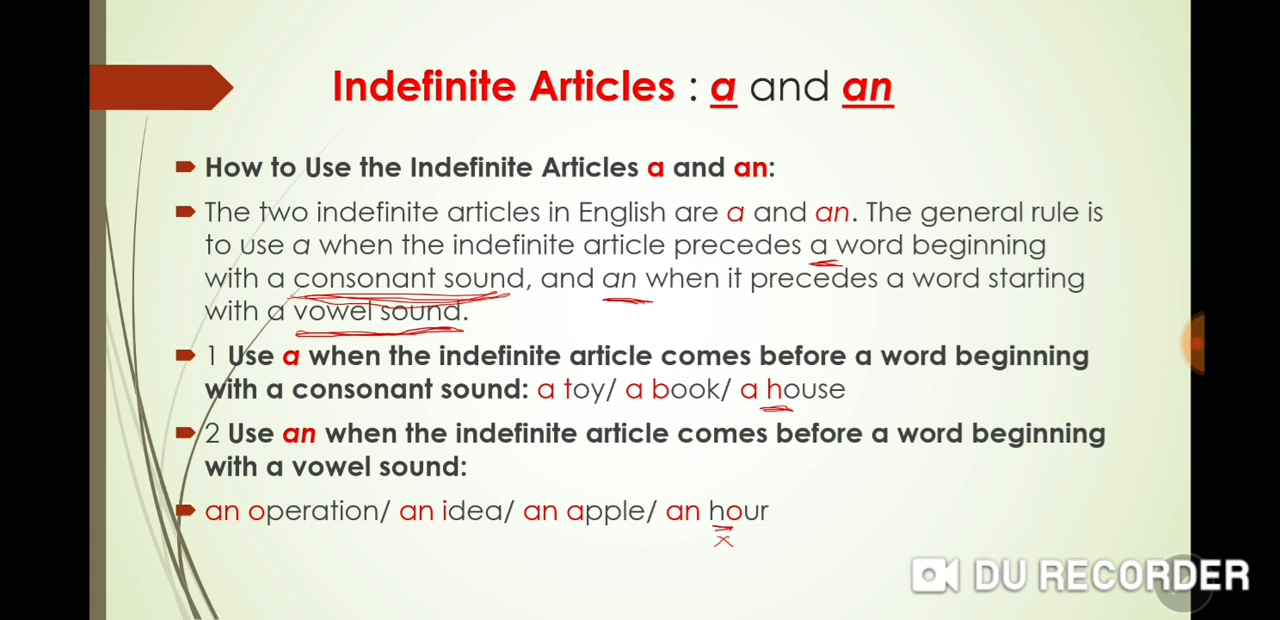 Indefinite Articles : a and an
How to Use the Indefinite Articles a and an:
The two indefinite articles in English are a and an. The general rule is
to use a when the indefinite article precedes a word beginning
with a consonant sound, and an when it precedes a word starting
with a vowel sound.
1 Use a when the indefinite article comes before a word beginning
with a consonant sound: a toy/ a book/ a house
2 Use an when the indefinite article comes before a word beginning
with a vowel sound:
an operation/ an idea/ an apple/ an hour
x
DU RECORDER